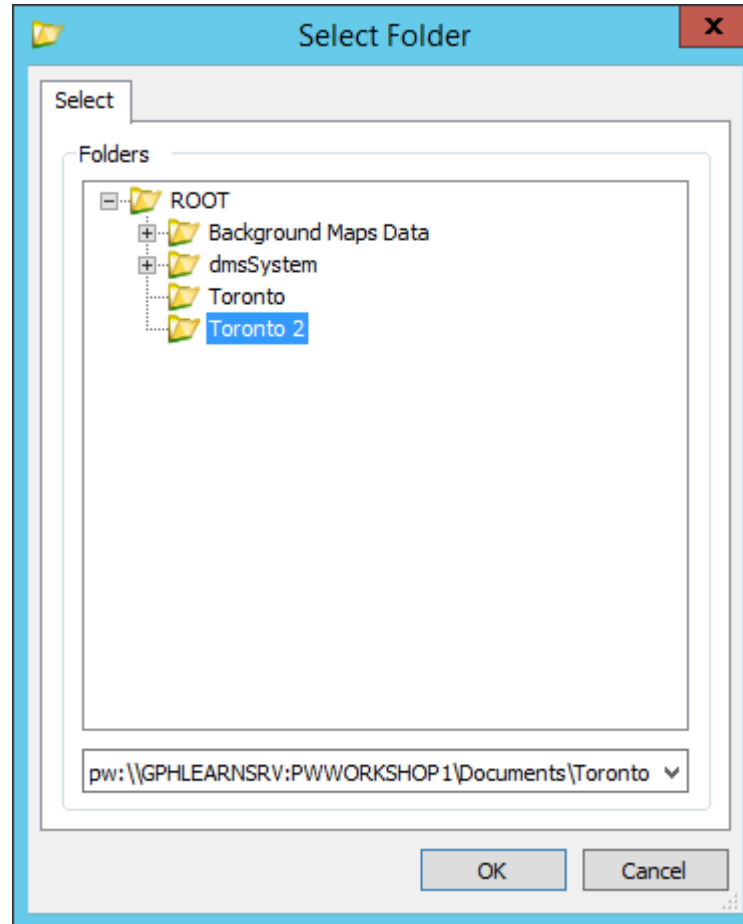 Select Folder
x
Select
Folders
ROOT
Background Maps Data
dmsSystem
Toronto
Toronto 2
pw:\\GPHLEARNSRV:PWWORKSHOP1\Documents\Toronto
OK
Cancel